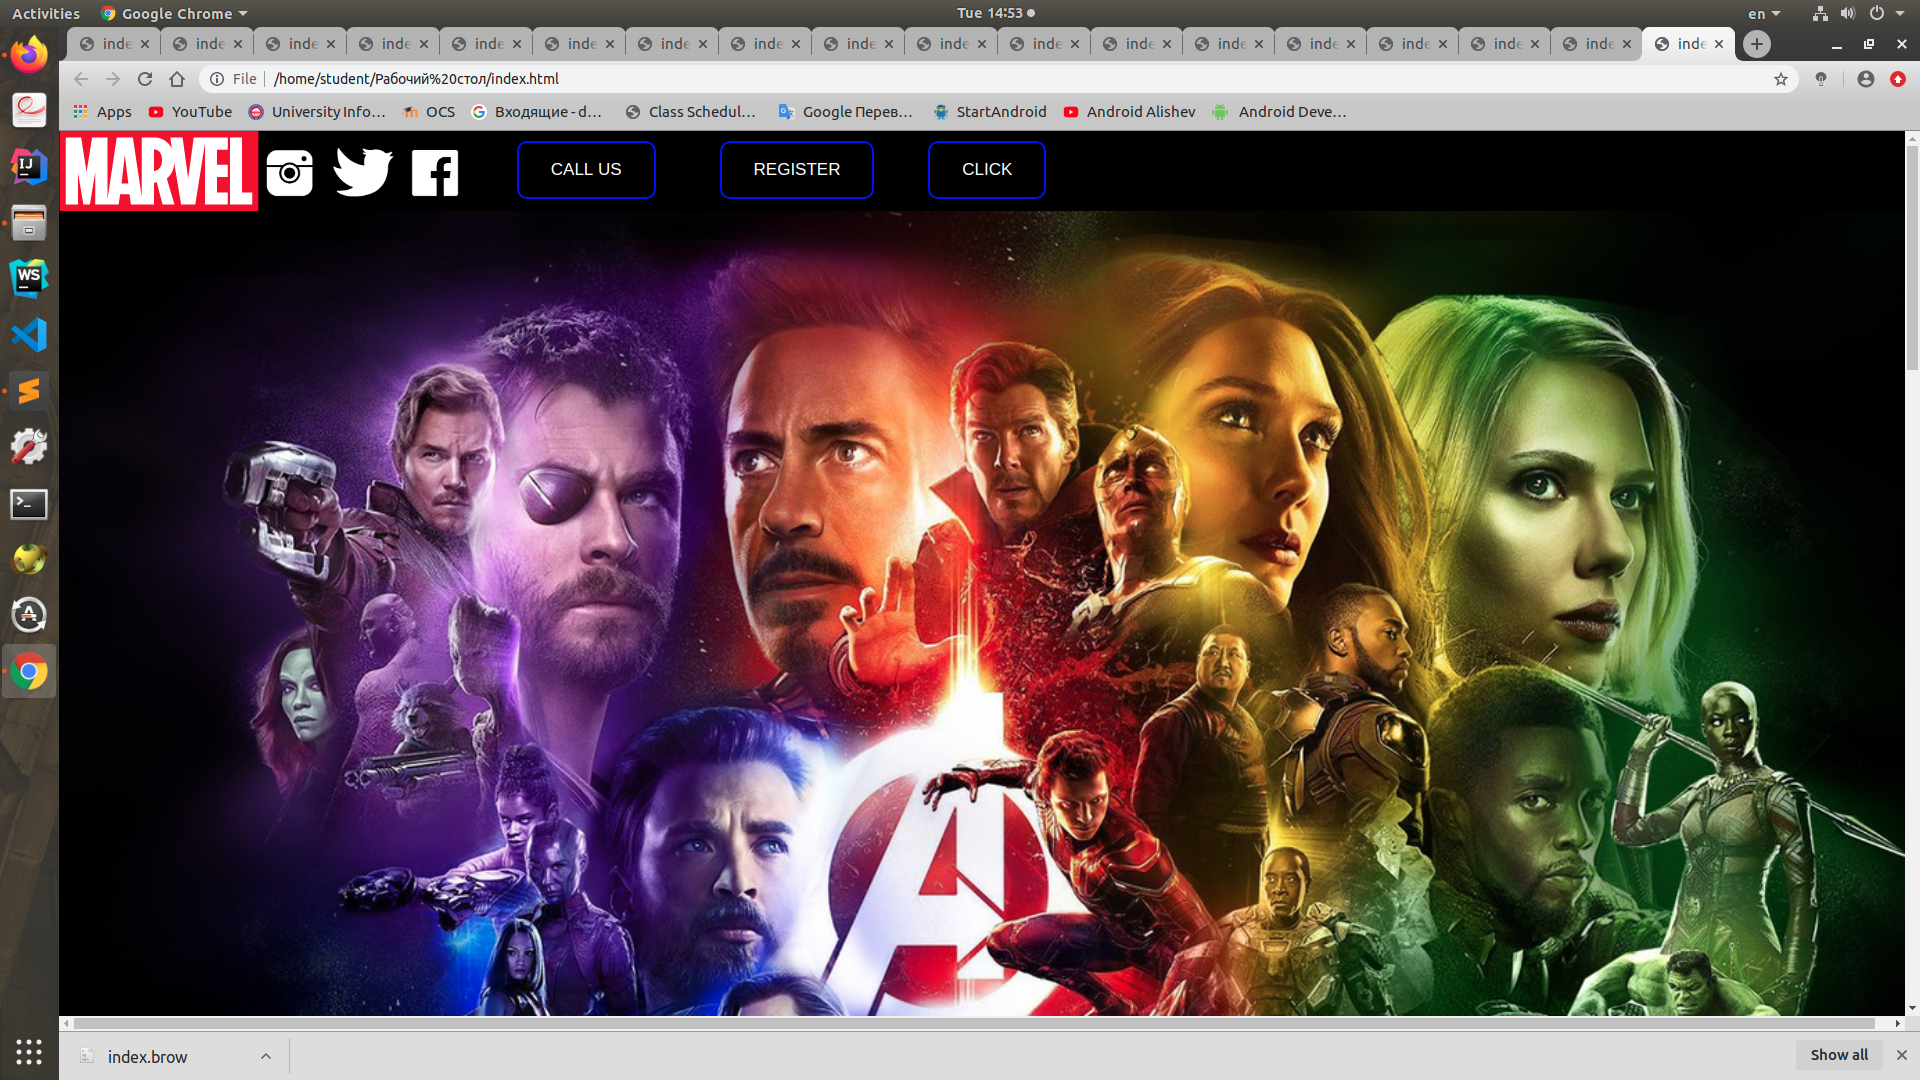 Activities Google Chrome Tue 14:53 en
inde inde inde inde inde inde inde inde inde inde inde inde inde inde inde inde inde inde
File /home/student/Рабочий%20стол/index.html
Apps YouTube University Info… OCS Входящие - d… Class Schedul… Google Перев… StartAndroid Android Alishev Android Deve…
MARVEL CALL US REGISTER CLICK
IJ
WS
A
index.brow Show all